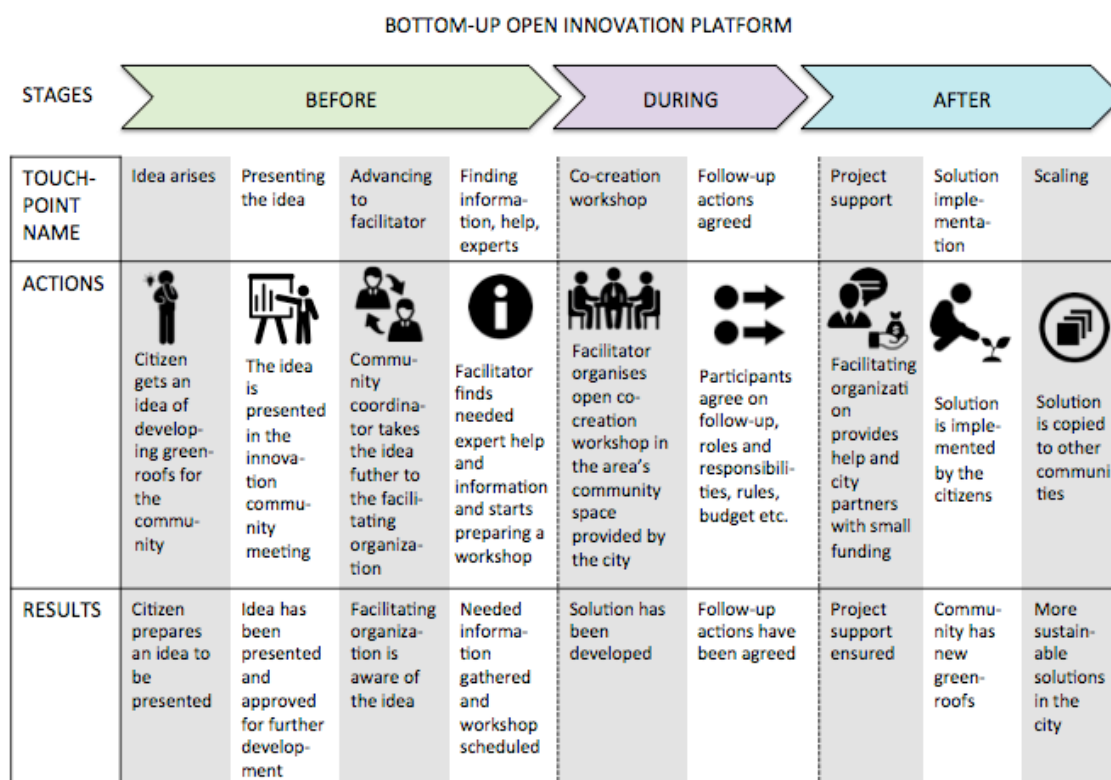 BOTTOM-UP OPEN INNOVATION PLATFORM
STAGES
BEFORE
DURING
AFTER
TOUCH-
POINT
NAME
Idea arises
Presenting
the idea
Advancing
to
facilitator
Finding
informa-
tion, help,
experts
Co-creation
workshop
Follow-up
actions
agreed
Project
support
Solution
imple-
menta-
tion
Scaling
ACTIONS
Citizen
gets an
idea of
develop-
ing green-
roofs for
the
commu-
nity
The idea
is
presented
in the
innova-
tion
commu-
nity
meeting
Community
coordina-
tor takes
the idea
futher to
the facili-
tating
organiza-
tion
Facilitator
finds
needed
expert help
and
information
and starts
preparing a
workshop
Facilitator
organises
open co-
creation
workshop in
the area's
community
space
provided by
the city
Participants
agree on
follow-up,
roles and
responsibili-
ties, rules,
budget etc.
Facilitating
organizati
on
provides
help and
city
partners
with small
funding
Solution
is imple-
mented
by the
citizens
Solution
is copied
to other
communi
ties
RESULTS
Citizen
prepares
an idea to
be
presented
Idea has
been
presented
and
approved
for further
develop-
ment
Facilitating
organiza-
tion is
aware of
the idea
Needed
information
gathered
and
workshop
scheduled
Solution has
been
developed
Follow-up
actions have
been agreed
Project
support
ensured
Commu-
nity has
new
green-
roofs
More
sustain-
able
solutions
in the
city